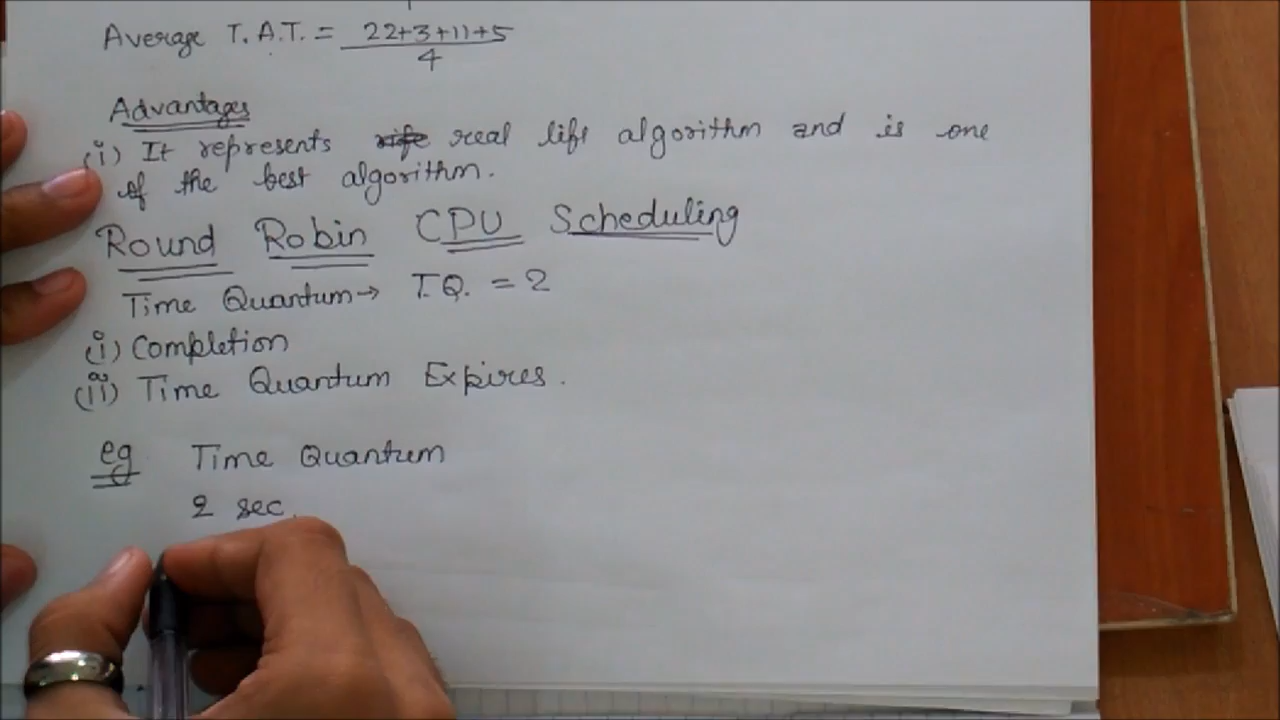 Average T.A.T. = 22+3+11+5
4
Advantages
(i) It represents real life algorithm and is one
of the best algorithm.
Round Robin CPU Scheduling
Time Quantum→ T.Q. = 2
(i) Completion
(ii) Time Quantum Expires.
eg Time Quantum
2 sec.